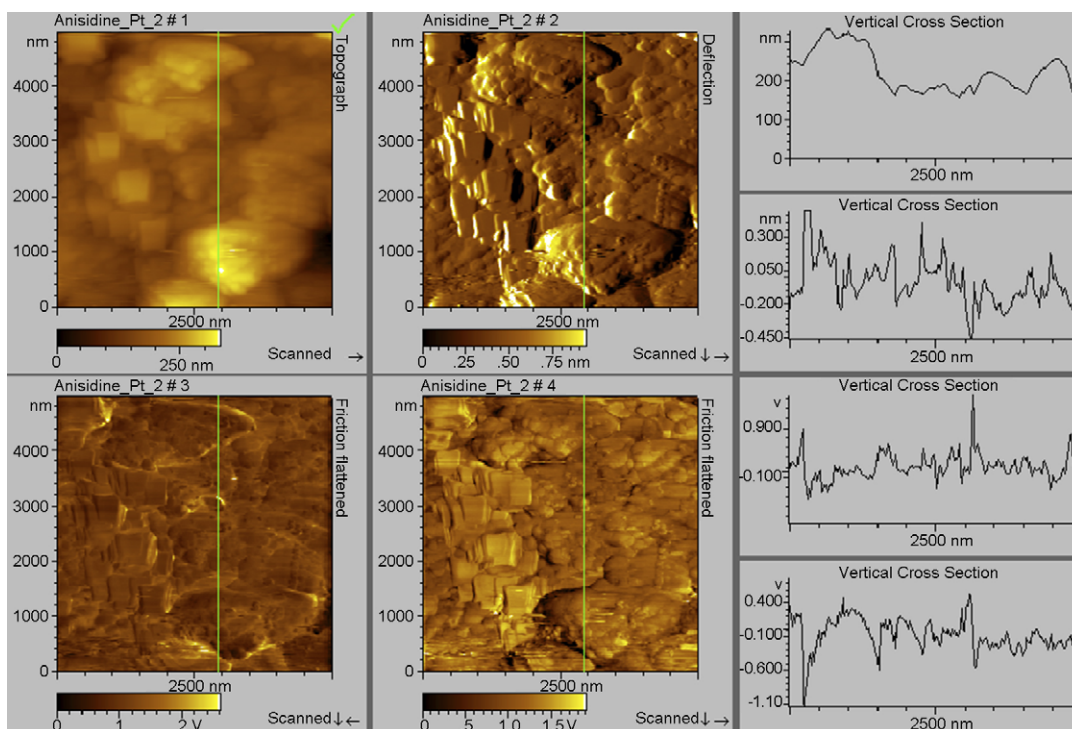 Anisidine_Pt_2 # 1
nm
4000
3000
2000
1000
0
2500 nm
0
250 nm
Scanned →
Topograph
Anisidine_Pt_2 # 2
nm
4000
3000
2000
1000
0
2500 nm
0
.25
.50
.75 nm
Scanned ↓ →
Deflection
Vertical Cross Section
nm
200
100
0
2500 nm
Vertical Cross Section
nm
0.300
0.050
-0.200
-0.450
2500 nm
Anisidine_Pt_2 # 3
nm
4000
3000
2000
1000
0
2500 nm
0
1
2 V
Scanned ↓ ←
Friction flattened
Anisidine_Pt_2 # 4
nm
4000
3000
2000
1000
0
2500 nm
0
.5
1.0
1.5 V
Scanned ↓ →
Friction flattened
Vertical Cross Section
v
0.900
-0.1000
2500 nm
Vertical Cross Section
v
0.400
-0.1000
-0.600
-1.10
2500 nm